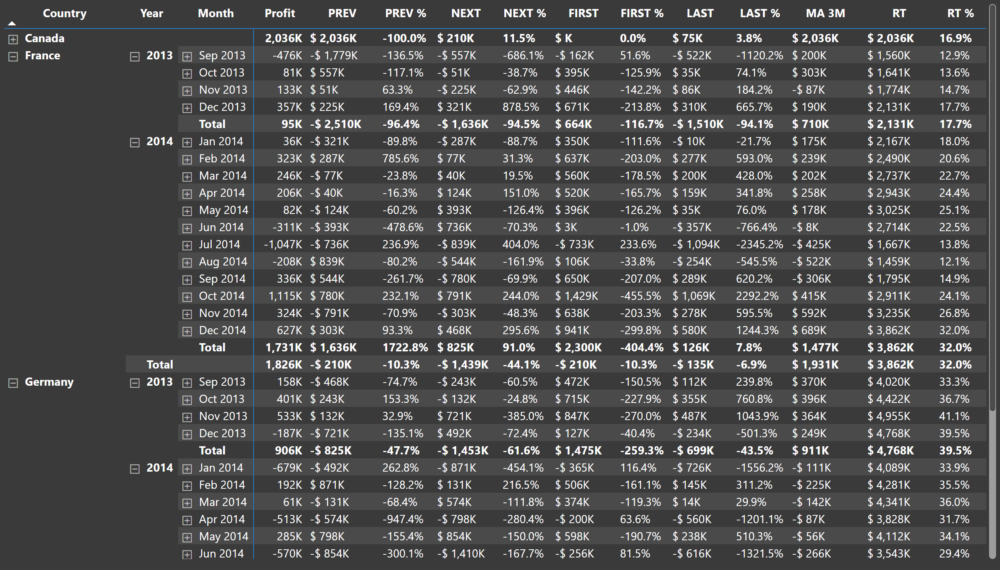 Country Year Month Profit PREV PREV % NEXT NEXT % FIRST FIRST % LAST LAST % MA 3M RT RT %
Canada 2,036K $ 2,036K -100.0% $ 210K 11.5% $ K 0.0% $ 75K 3.8% $ 2,036K $ 2,036K 16.9%
France 2013 Sep 2013 -476K -$ 1,779K -136.5% -$ 557K -686.1% -$ 162K 51.6% -$ 522K -1120.2% $ 200K $ 1,560K 12.9%
Oct 2013 81K $ 557K -117.1% -$ 51K -38.7% $ 395K -125.9% $ 35K 74.1% $ 303K $ 1,641K 13.6%
Nov 2013 133K $ 51K 63.3% -$ 225K -62.9% $ 446K -142.2% $ 86K 184.2% -$ 87K $ 1,774K 14.7%
Dec 2013 357K $ 225K 169.4% $ 321K 878.5% $ 671K -213.8% $ 310K 665.7% $ 190K $ 2,131K 17.7%
Total 95K -$ 2,510K -96.4% -$ 1,636K -94.5% $ 664K -116.7% -$ 1,510K -94.1% $ 710K $ 2,131K 17.7%
2014 Jan 2014 36K -$ 321K -89.8% -$ 287K -88.7% $ 350K -111.6% -$ 10K -21.7% $ 175K $ 2,167K 18.0%
Feb 2014 323K $ 287K 785.6% $ 77K 31.3% $ 637K -203.0% $ 277K 593.0% $ 239K $ 2,490K 20.6%
Mar 2014 246K -$ 77K -23.8% $ 40K 19.5% $ 560K -178.5% $ 200K 428.0% $ 202K $ 2,737K 22.7%
Apr 2014 206K -$ 40K -16.3% $ 124K 151.0% $ 520K -165.7% $ 159K 341.8% $ 258K $ 2,943K 24.4%
May 2014 82K -$ 124K -60.2% $ 393K -126.4% $ 396K -126.2% $ 35K 76.0% $ 178K $ 3,025K 25.1%
Jun 2014 -311K -$ 393K -478.6% $ 736K -70.3% $ 3K -1.0% -$ 357K -766.4% -$ 8K $ 2,714K 22.5%
Jul 2014 -1,047K -$ 736K 236.9% -$ 839K 404.0% -$ 733K 233.6% -$ 1,094K -2345.2% -$ 425K $ 1,667K 13.8%
Aug 2014 -208K $ 839K -80.2% -$ 544K -161.9% $ 106K -33.8% -$ 254K -545.5% -$ 522K $ 1,459K 12.1%
Sep 2014 336K $ 544K -261.7% -$ 780K -69.9% $ 650K -207.0% $ 289K 620.2% -$ 306K $ 1,795K 14.9%
Oct 2014 1,115K $ 780K 232.1% $ 791K 244.0% $ 1,429K -455.5% $ 1,069K 2292.2% $ 415K $ 2,911K 24.1%
Nov 2014 324K -$ 791K -70.9% -$ 303K -48.3% $ 638K -203.3% $ 278K 595.5% $ 592K $ 3,235K 26.8%
Dec 2014 627K $ 303K 93.3% $ 468K 295.6% $ 941K -299.8% $ 580K 1244.3% $ 689K $ 3,862K 32.0%
Total 1,731K $ 1,636K 1722.8% $ 825K 91.0% $ 2,300K -404.4% $ 126K 7.8% $ 1,477K $ 3,862K 32.0%
Total 1,826K -$ 210K -10.3% -$ 1,439K -44.1% -$ 210K -10.3% -$ 135K -6.9% $ 1,931K $ 3,862K 32.0%
Germany 2013 Sep 2013 158K -$ 468K -74.7% -$ 243K -60.5% $ 472K -150.5% $ 112K 239.8% $ 370K $ 4,020K 33.3%
Oct 2013 401K $ 243K 153.3% -$ 132K -24.8% $ 715K -227.9% $ 355K 760.8% $ 396K $ 4,422K 36.7%
Nov 2013 533K $ 132K 32.9% $ 721K -385.0% $ 847K -270.0% $ 487K 1043.9% $ 364K $ 4,955K 41.1%
Dec 2013 -187K -$ 721K -135.1% $ 492K -72.4% $ 127K -40.4% -$ 234K -501.3% $ 249K $ 4,768K 39.5%
Total 906K -$ 825K -47.7% -$ 1,453K -61.6% $ 1,475K -259.3% -$ 699K -43.5% $ 911K $ 4,768K 39.5%
2014 Jan 2014 -679K -$ 492K 262.8% -$ 871K -454.1% -$ 365K 116.4% -$ 726K -1556.2% -$ 111K $ 4,089K 33.9%
Feb 2014 192K $ 871K -128.2% $ 131K 216.5% $ 506K -161.1% $ 145K 311.2% -$ 225K $ 4,281K 35.5%
Mar 2014 61K -$ 131K -68.4% $ 574K -111.8% $ 374K -119.3% $ 14K 29.9% -$ 142K $ 4,341K 36.0%
Apr 2014 -513K -$ 574K -947.4% -$ 798K -280.4% -$ 200K 63.6% -$ 560K -1201.1% -$ 87K $ 3,828K 31.7%
May 2014 285K $ 798K -155.4% $ 854K -150.0% $ 598K -190.7% $ 238K 510.3% -$ 56K $ 4,112K 34.1%
Jun 2014 -570K -$ 854K -300.1% -$ 1,410K -167.7% -$ 256K 81.5% -$ 616K -1321.5% -$ 266K $ 3,543K 29.4%